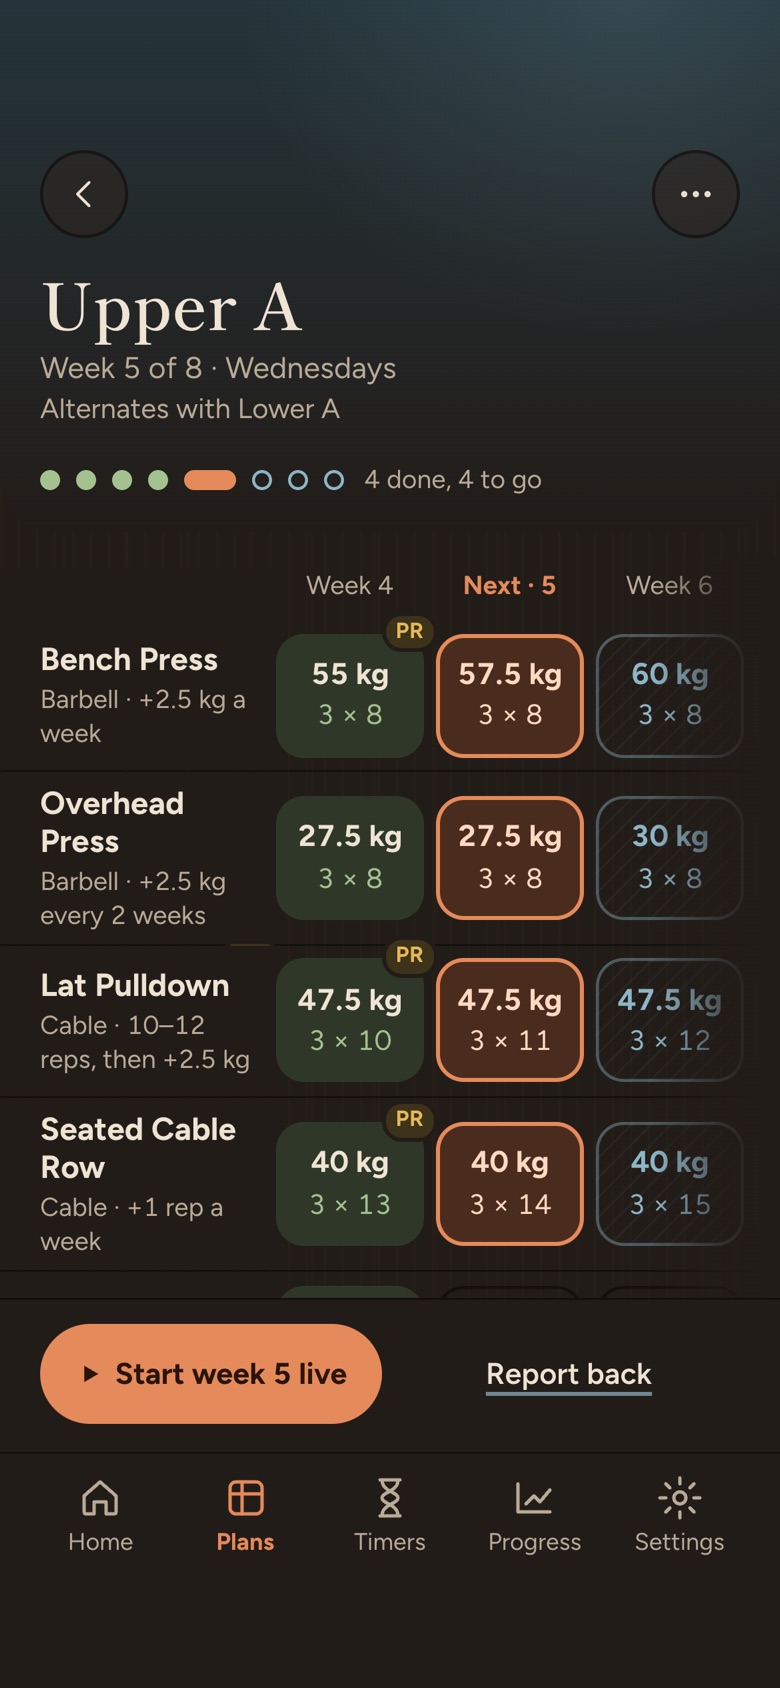 Upper A
Week 5 of 8 · Wednesdays
Alternates with Lower A
4 done, 4 to go
Week 4
Next · 5
Week 6
Bench Press
Barbell · +2.5 kg a
week
PR
55 kg
3 × 8
57.5 kg
3 × 8
60 kg
3 × 8
Overhead
Press
Barbell · +2.5 kg
every 2 weeks
27.5 kg
3 × 8
27.5 kg
3 × 8
30 kg
3 × 8
Lat Pulldown
Cable · 10–12
reps, then +2.5 kg
PR
47.5 kg
3 × 10
47.5 kg
3 × 11
47.5 kg
3 × 12
Seated Cable
Row
Cable · +1 rep a
week
PR
40 kg
3 × 13
40 kg
3 × 14
40 kg
3 × 15
Start week 5 live
Report back
Home
Plans
Timers
Progress
Settings